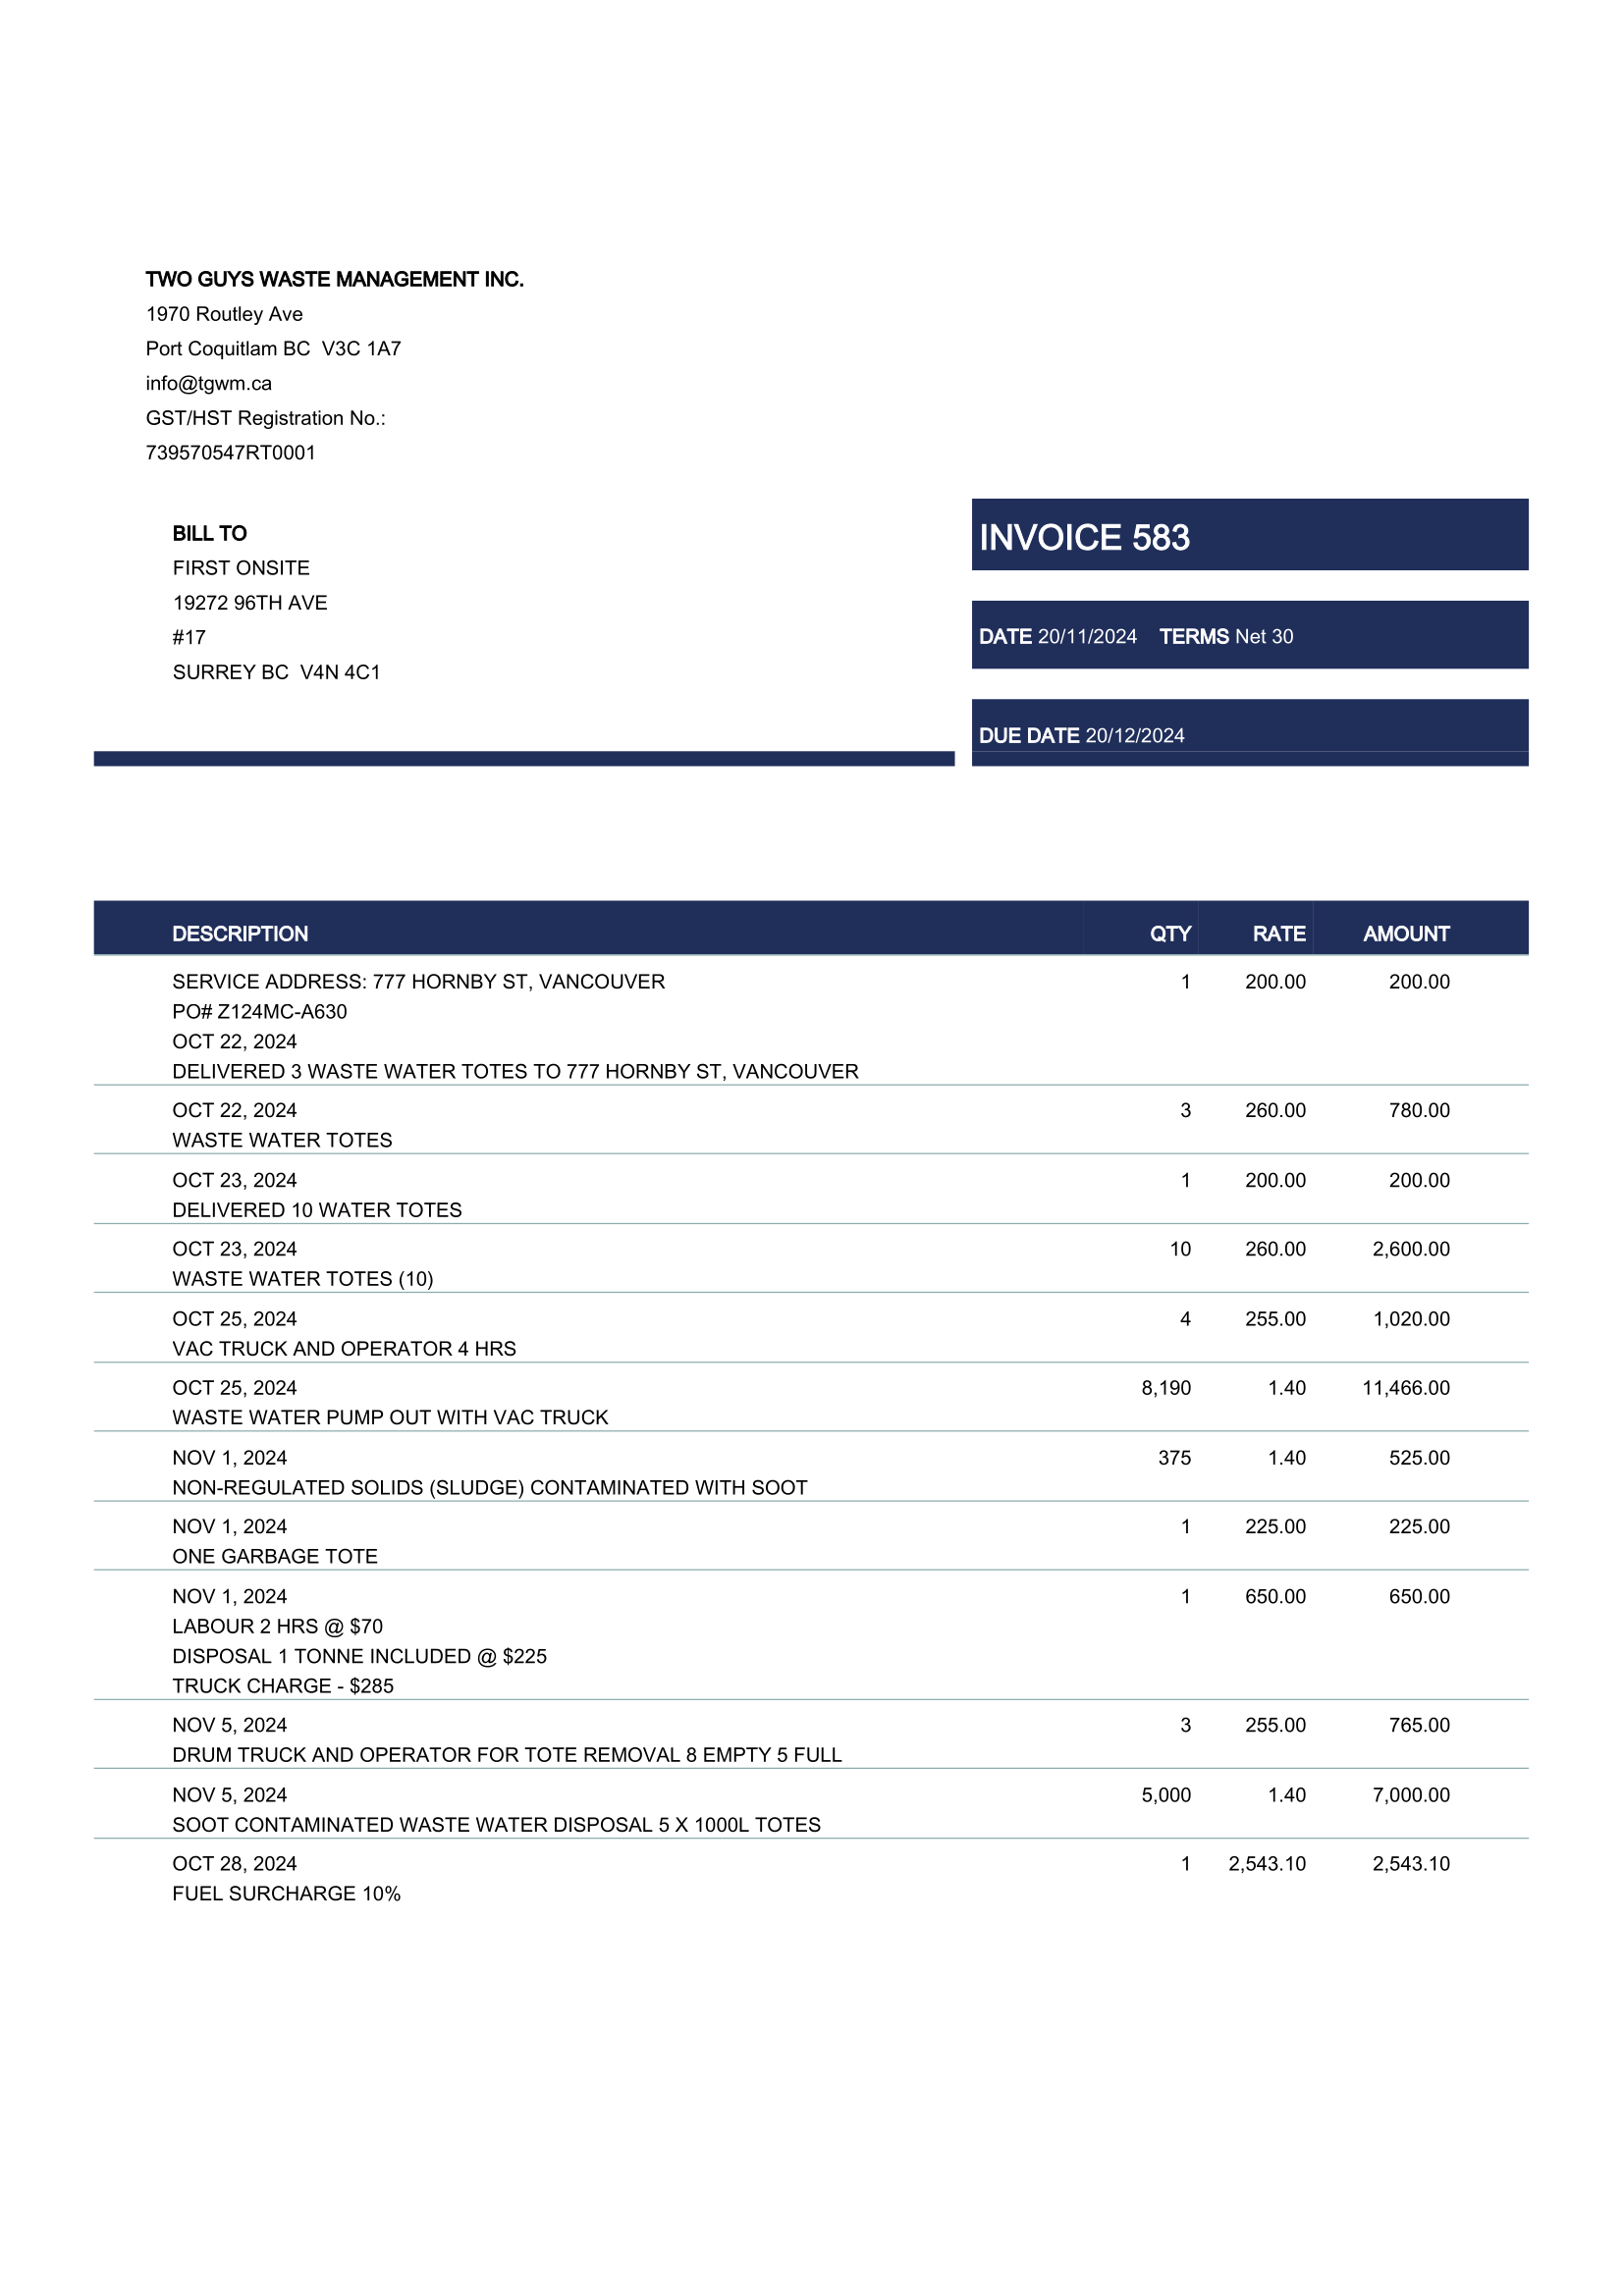 TWO GUYS WASTE MANAGEMENT INC.
1970 Routley Ave
Port Coquitlam BC  V3C 1A7
info@tgwm.ca
GST/HST Registration No.:
739570547RT0001
BILL TO
FIRST ONSITE
19272 96TH AVE
#17
SURREY BC  V4N 4C1
INVOICE 583
DATE 20/11/2024 TERMS Net 30
DUE DATE 20/12/2024
DESCRIPTION QTY RATE AMOUNT
SERVICE ADDRESS: 777 HORNBY ST, VANCOUVER 1 200.00 200.00
PO# Z124MC-A630
OCT 22, 2024
DELIVERED 3 WASTE WATER TOTES TO 777 HORNBY ST, VANCOUVER
OCT 22, 2024 3 260.00 780.00
WASTE WATER TOTES
OCT 23, 2024 1 200.00 200.00
DELIVERED 10 WATER TOTES
OCT 23, 2024 10 260.00 2,600.00
WASTE WATER TOTES (10)
OCT 25, 2024 4 255.00 1,020.00
VAC TRUCK AND OPERATOR 4 HRS
OCT 25, 2024 8,190 1.40 11,466.00
WASTE WATER PUMP OUT WITH VAC TRUCK
NOV 1, 2024 375 1.40 525.00
NON-REGULATED SOLIDS (SLUDGE) CONTAMINATED WITH SOOT
NOV 1, 2024 1 225.00 225.00
ONE GARBAGE TOTE
NOV 1, 2024 1 650.00 650.00
LABOUR 2 HRS @ $70
DISPOSAL 1 TONNE INCLUDED @ $225
TRUCK CHARGE - $285
NOV 5, 2024 3 255.00 765.00
DRUM TRUCK AND OPERATOR FOR TOTE REMOVAL 8 EMPTY 5 FULL
NOV 5, 2024 5,000 1.40 7,000.00
SOOT CONTAMINATED WASTE WATER DISPOSAL 5 X 1000L TOTES
OCT 28, 2024 1 2,543.10 2,543.10
FUEL SURCHARGE 10%